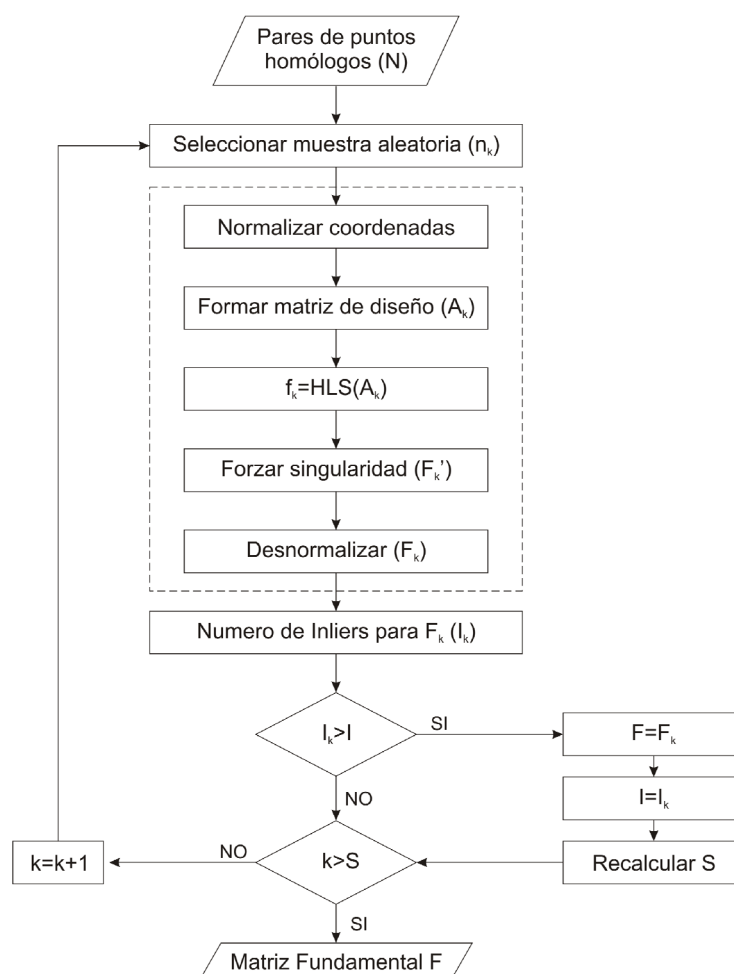 Pares de puntos
homólogos (N)
Seleccionar muestra aleatoria (nₖ)
Normalizar coordenadas
Formar matriz de diseño (Aₖ)
fₖ=HLS(Aₖ)
Forzar singularidad (Fₖ’)
Desnormalizar (Fₖ)
Numero de Inliers para Fₖ (Iₖ)
Iₖ>I
SI
F=Fₖ
I=Iₖ
Recalcular S
NO
k>S
NO
k=k+1
SI
Matriz Fundamental F